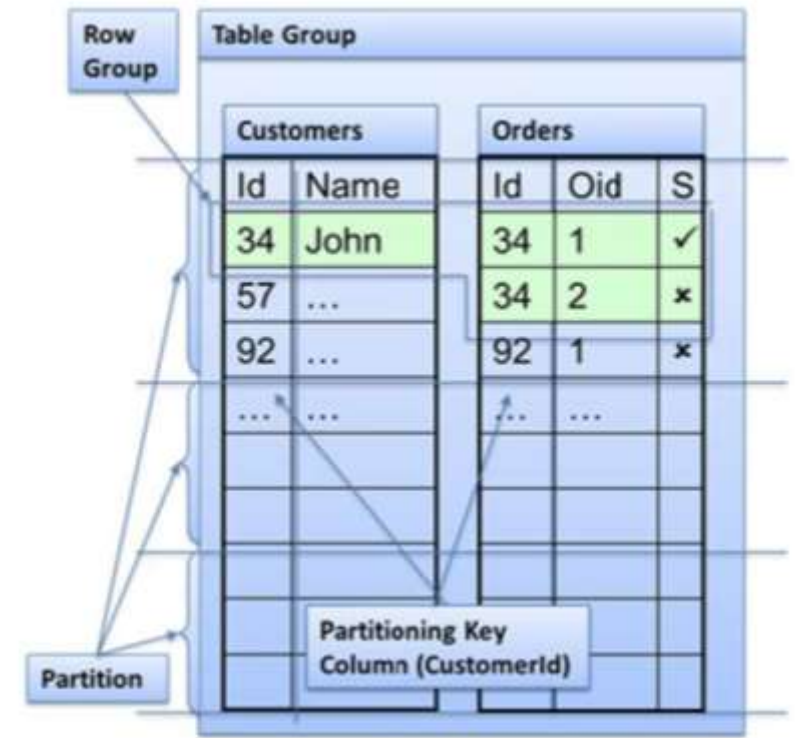 Row
Group
Table Group
Customers
Orders
Id Name
Id Oid S
34 John
34 1 ✓
57 ...
34 2 ×
92 ...
92 1 ×
... ...
... ...
Partitioning Key
Column (CustomerId)
Partition